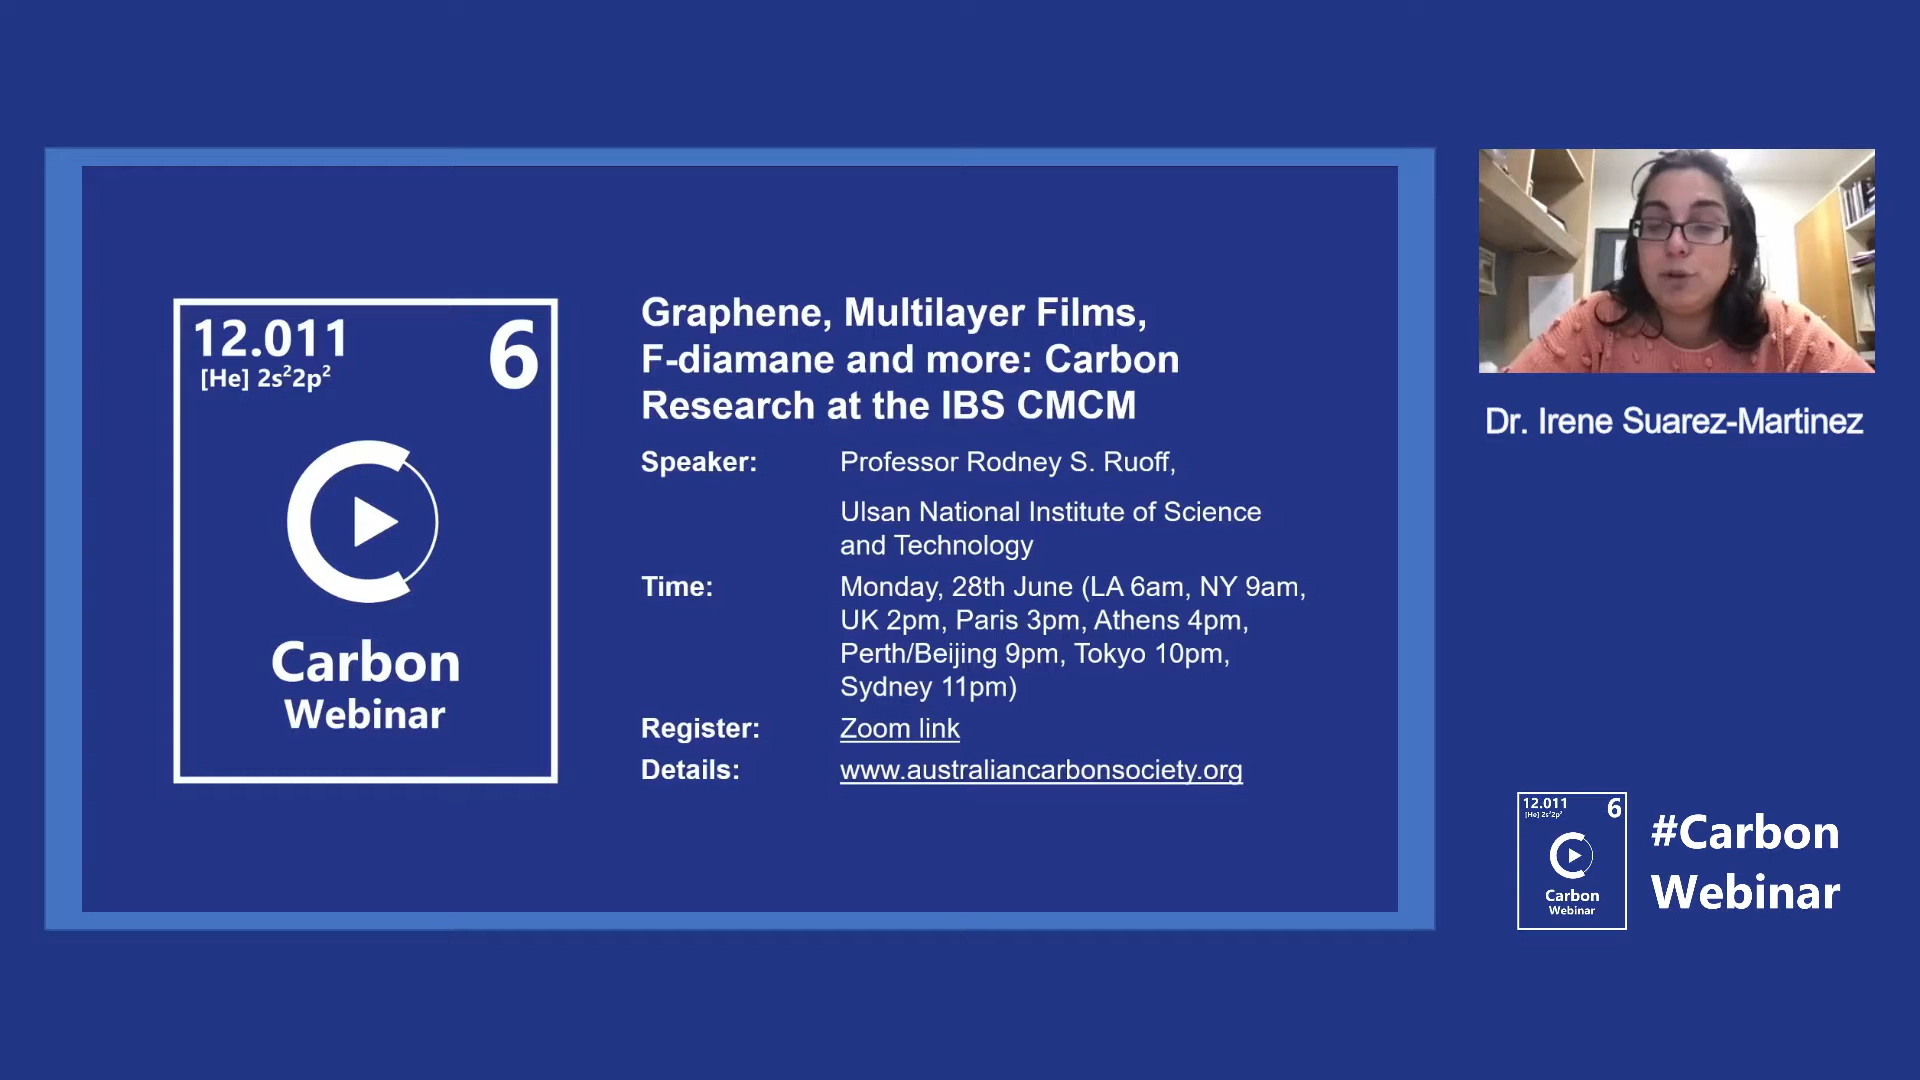 12.011
6
[He] 2s²2p²
Carbon
Webinar
Graphene, Multilayer Films,
F-diamane and more: Carbon
Research at the IBS CMCM
Speaker: Professor Rodney S. Ruoff,
Ulsan National Institute of Science
and Technology
Time: Monday, 28th June (LA 6am, NY 9am,
UK 2pm, Paris 3pm, Athens 4pm,
Perth/Beijing 9pm, Tokyo 10pm,
Sydney 11pm)
Register: Zoom link
Details: www.australiancarbonsociety.org
Dr. Irene Suarez-Martinez
12.011
6
[He] 2s²2p²
Carbon
Webinar
#Carbon
Webinar